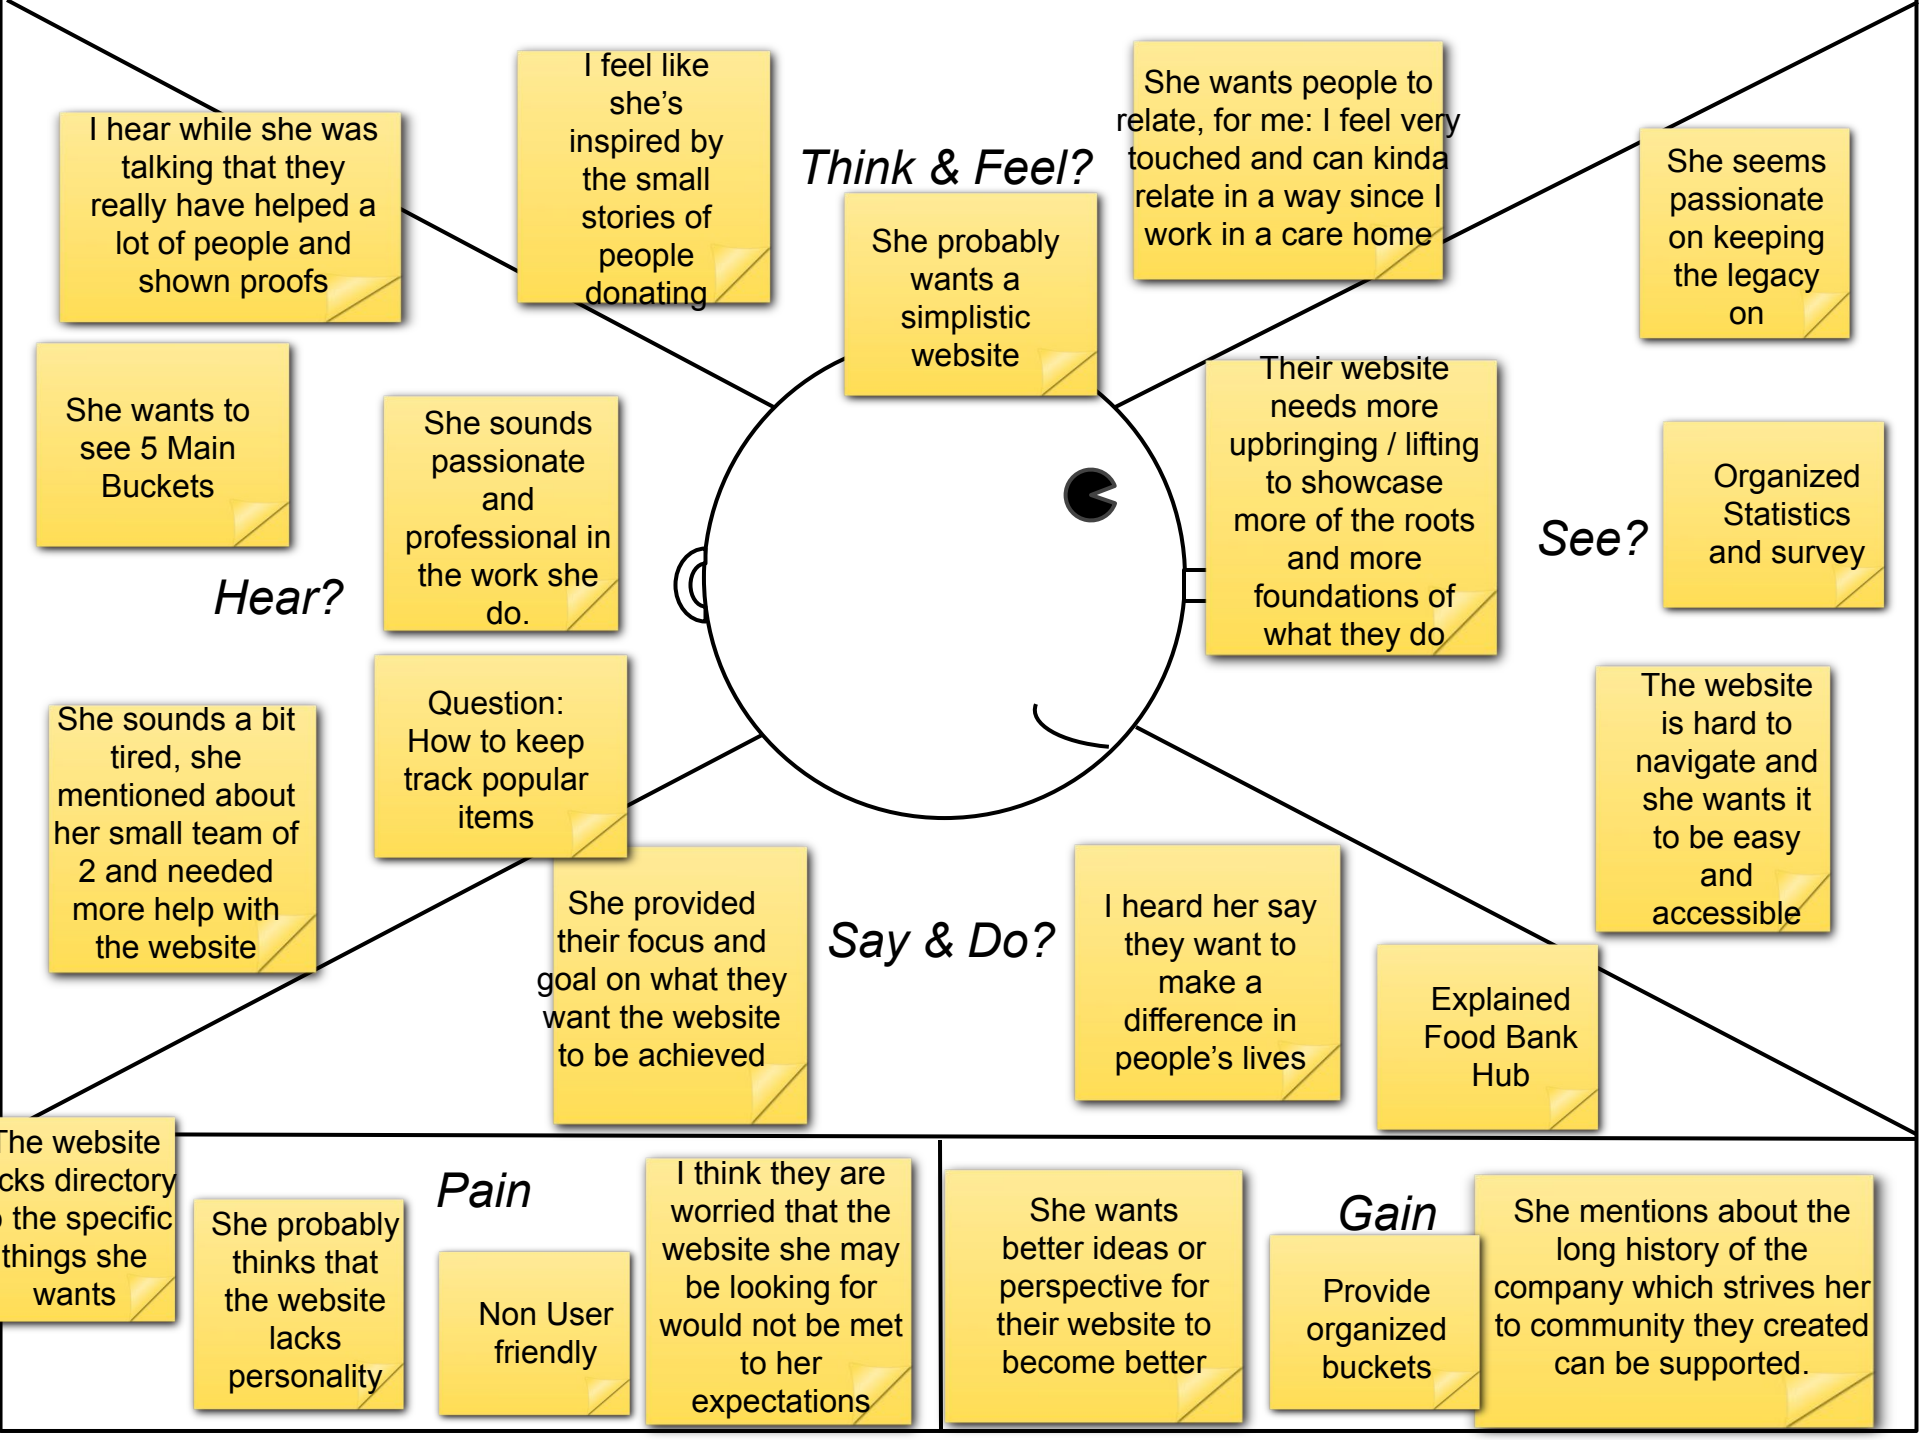 I feel like
she's
inspired by
the small
stories of
people
donating
Think & Feel?
She probably
wants a
simplistic
website
She wants people to
relate, for me: I feel very
touched and can kinda
relate in a way since I
work in a care home
I hear while she was
talking that they
really have helped a
lot of people and
shown proofs
She wants to
see 5 Main
Buckets
She sounds
passionate
and
professional in
the work she
do.
Hear?
Question:
How to keep
track popular
items
She sounds a bit
tired, she
mentioned about
her small team of
2 and needed
more help with
the website
She seems
passionate
on keeping
the legacy
on
Their website
needs more
upbringing / lifting
to showcase
more of the roots
and more
foundations of
what they do
See?
Organized
Statistics
and survey
The website
is hard to
navigate and
she wants it
to be easy
and
accessible
She provided
their focus and
goal on what they
want the website
to be achieved
Say & Do?
I heard her say
they want to
make a
difference in
people's lives
Explained
Food Bank
Hub
The website
directory
the specific
things she
wants
Pain
She probably
thinks that
the website
lacks
personality
Non User
friendly
I think they are
worried that the
website she may
be looking for
would not be met
to her
expectations
She wants
better ideas or
perspective for
their website to
become better
Gain
Provide
organized
buckets
She mentions about the
long history of the
company which strives her
to community they created
can be supported.